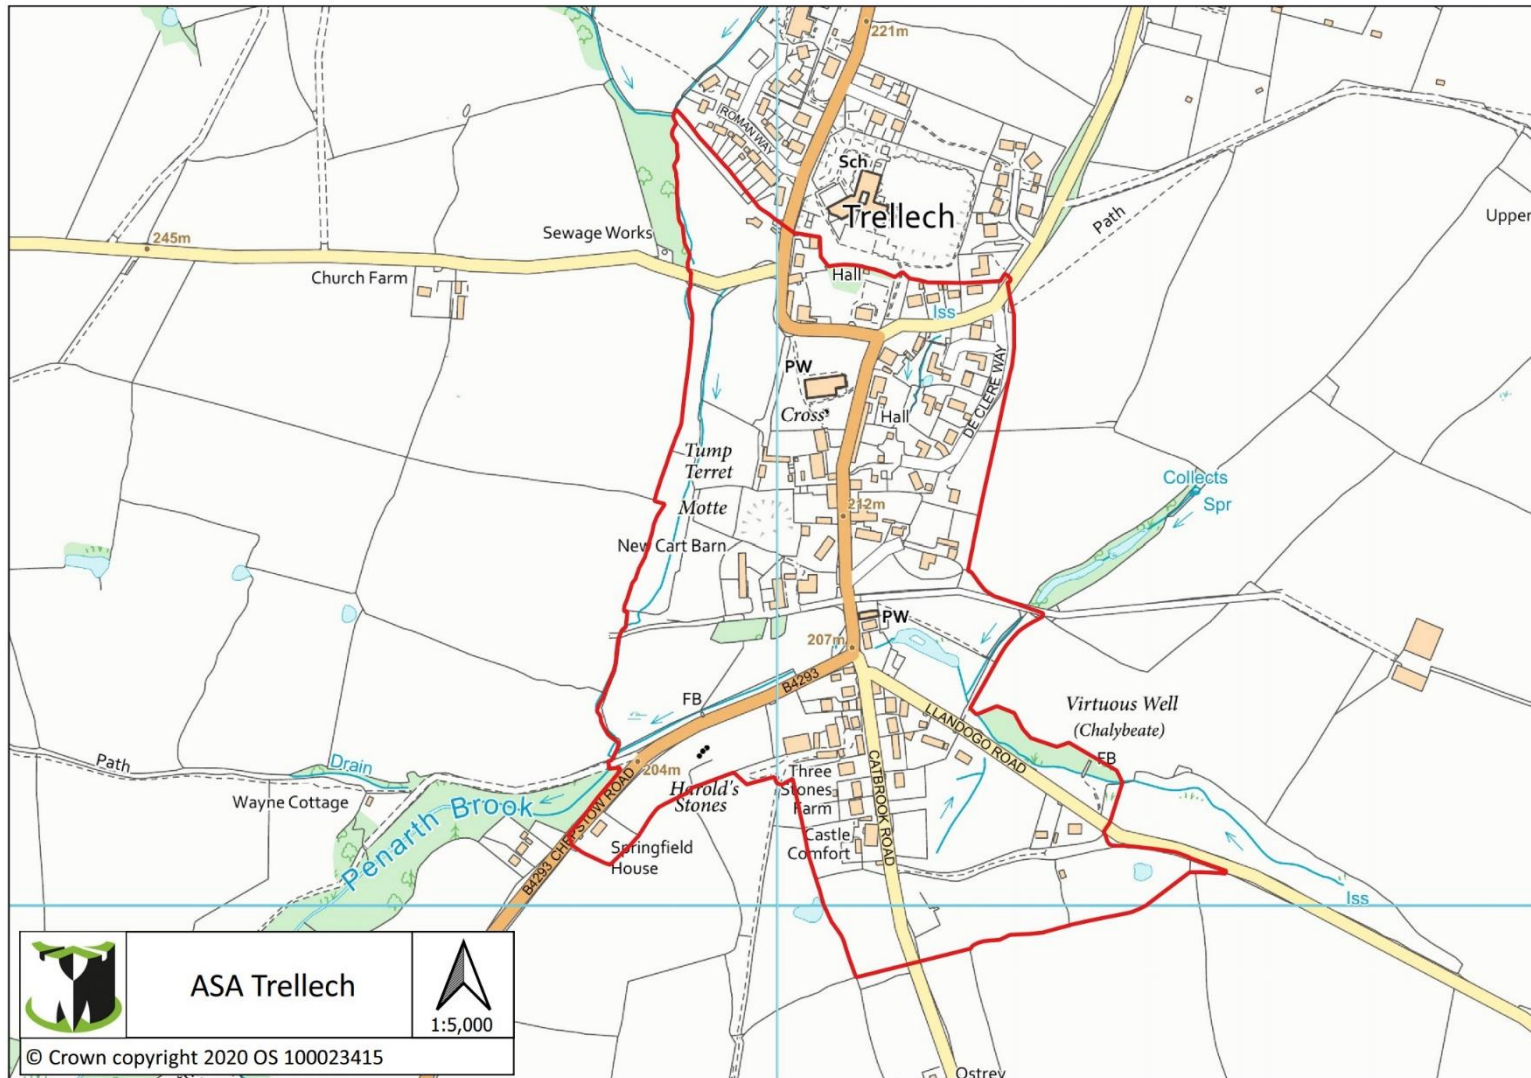 221m
ROMAN WAY
Sch
Trellech
Path
Upper
245m
Sewage Works
Church Farm
Hall
Iss
PW
Cross
Hall
DE CLERE WAY
Tump
Terret
Motte
212m
Collects
Spr
New Cart Barn
PW
207m
B4293
FB
LLANDOGO ROAD
Virtuous Well
(Chalybeate)
FB
Path
Drain
204m
Wayne Cottage
Harold's
Stones
Three
Stones
Farm
CATBROOK ROAD
Penarth Brook
B4293 CHEPSTOW ROAD
Castle
Comfort
Springfield
House
Iss
ASA Trellech
1:5,000
© Crown copyright 2020 OS 100023415
Ostrey